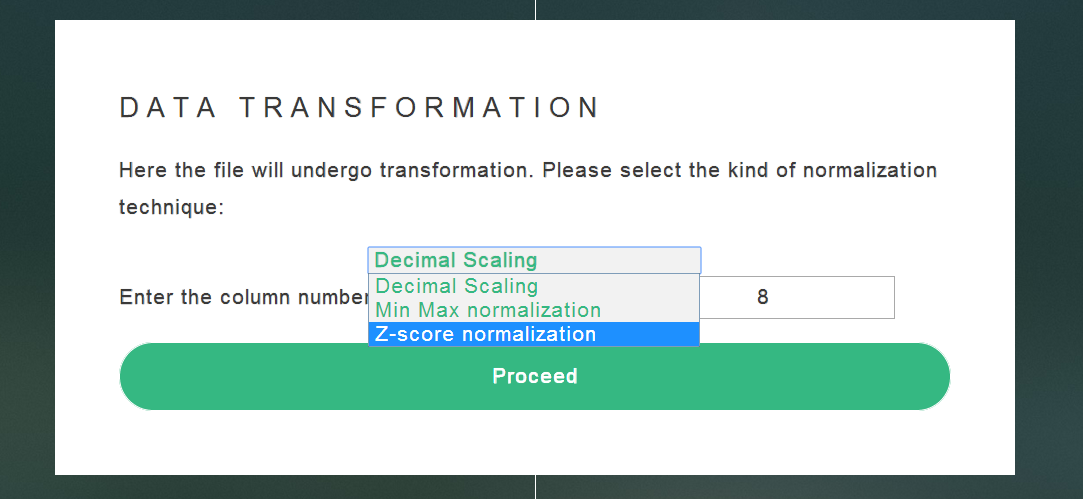 DATA TRANSFORMATION
Here the file will undergo transformation. Please select the kind of normalization
technique:
Decimal Scaling
Decimal Scaling
Enter the column number 8
Min Max normalization
Z-score normalization
Proceed